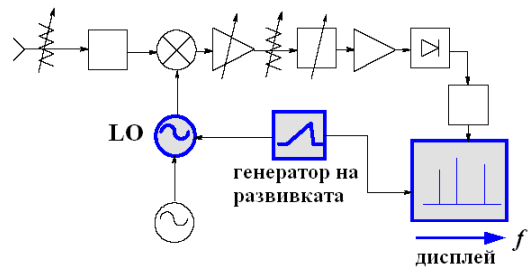 LO
генератор на
развивката
f
дисплей